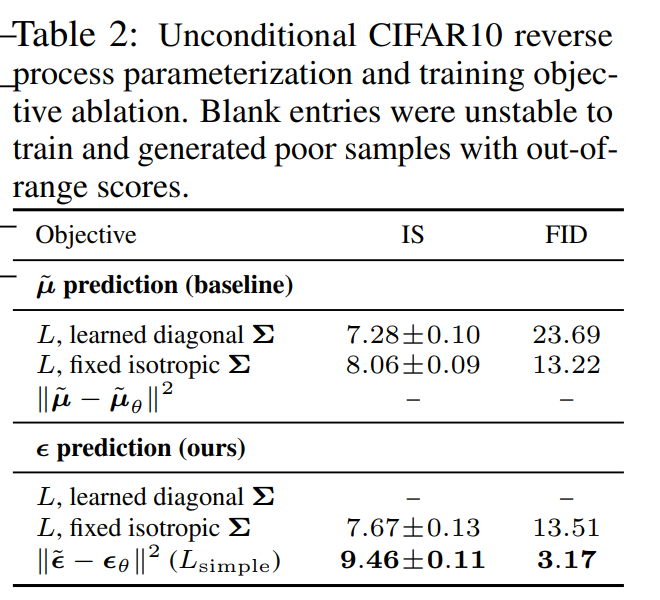 Table 2: Unconditional CIFAR10 reverse
process parameterization and training objec-
tive ablation. Blank entries were unstable to
train and generated poor samples with out-of-
range scores.
Objective IS FID
μ̃ prediction (baseline)
L, learned diagonal Σ 7.28±0.10 23.69
L, fixed isotropic Σ 8.06±0.09 13.22
‖μ̃ − μ̃θ‖² – –
ϵ prediction (ours)
L, learned diagonal Σ – –
L, fixed isotropic Σ 7.67±0.13 13.51
‖ϵ̃ − ϵθ‖² (Lsimple) 9.46±0.11 3.17